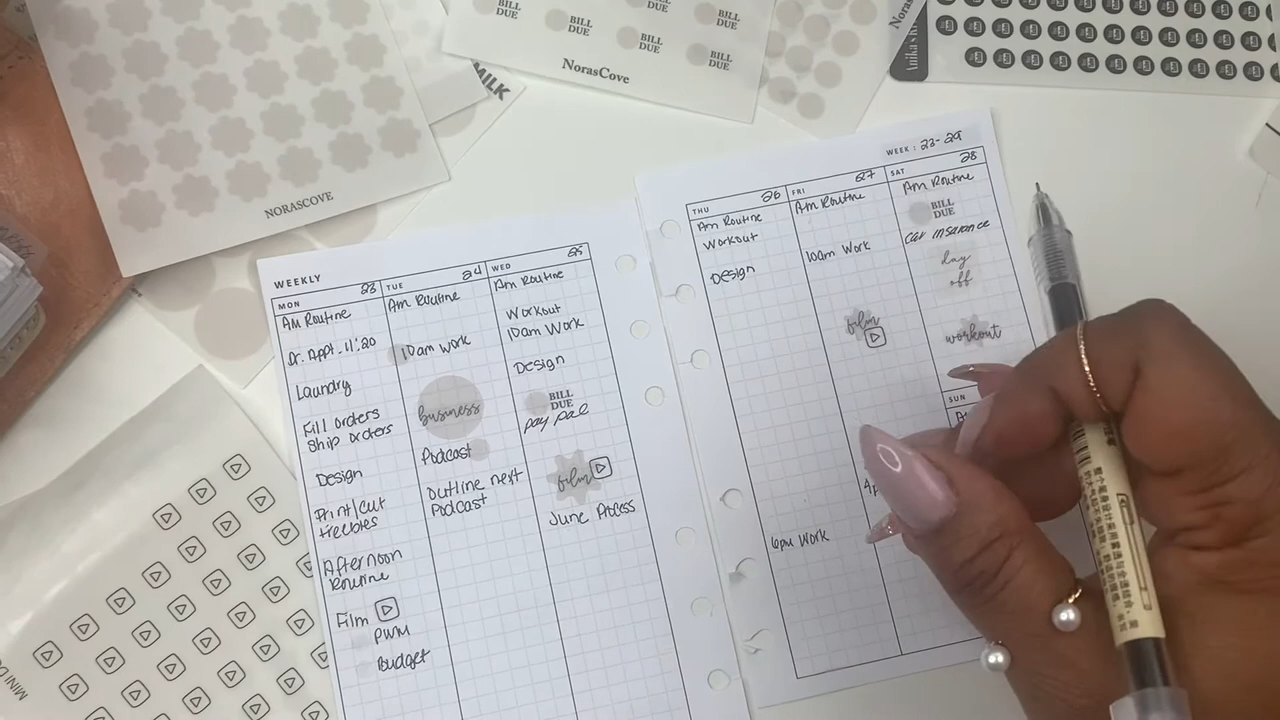 BILL DUE
BILL DUE
BILL DUE
BILL DUE
BILL DUE
NorasCove
MILK
NORASCOVE
WEEKLY
MON 23
Am Routine
Dr. Appt. 11:20
Laundry
Fill orders
Ship orders
Design
Print/cut
Freebies
Afternoon
Routine
Film
PWM
Budget
TUE 24
Am Routine
10am work
business
Podcast
Outline next
Podcast
WED 25
Am Routine
Workout
10am Work
Design
BILL DUE
pay pal
film
June Process
WEEK: 23-29
THU 26
Am Routine
Workout
Design
6pm Work
FRI 27
Am Routine
10am Work
film
SAT 28
Am Routine
BILL DUE
car insurance
day
off
workout
SUN